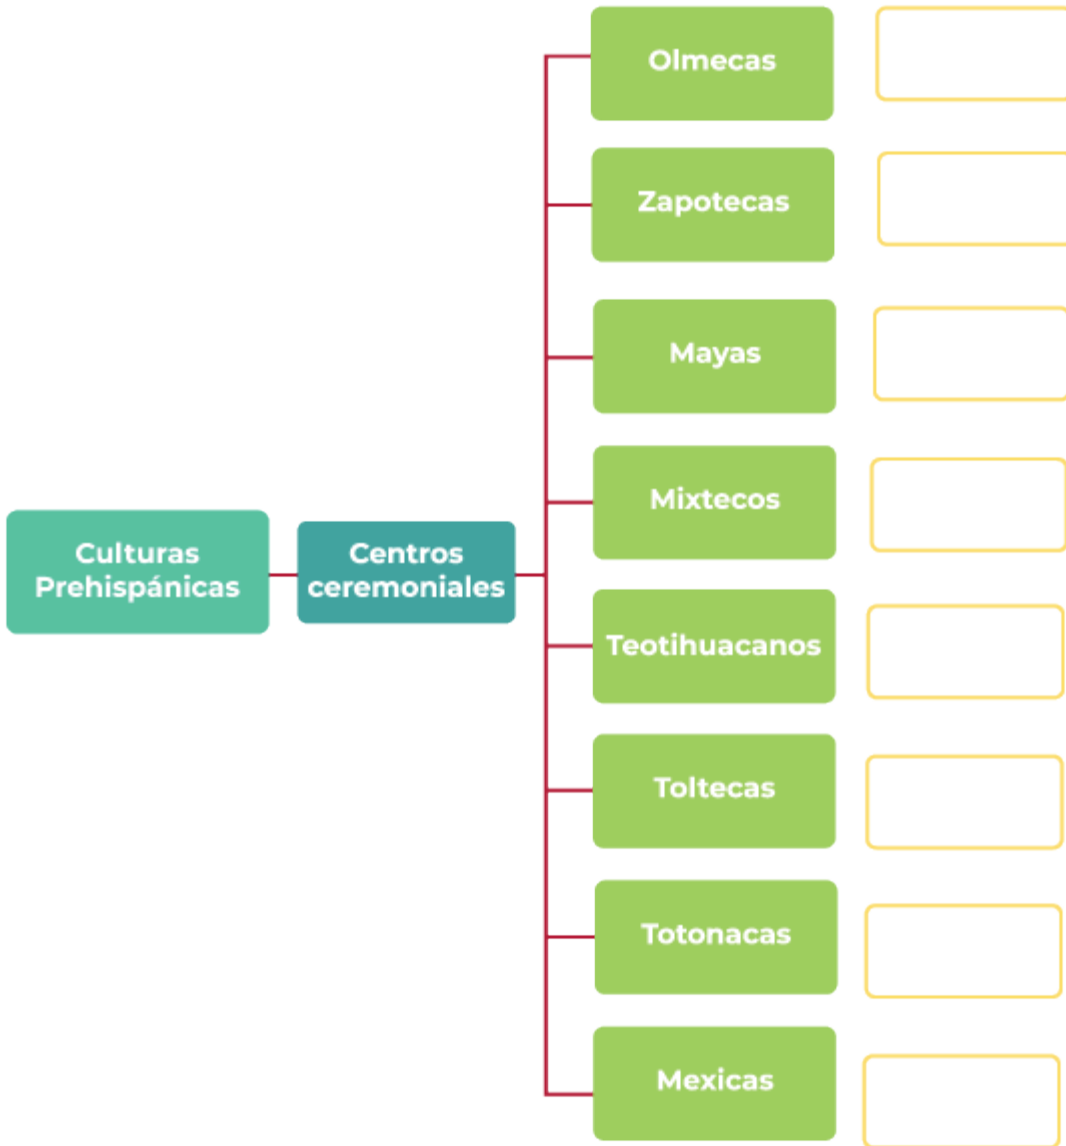 Culturas
Prehispánicas
Centros
ceremoniales
Olmecas
Zapotecas
Mayas
Mixtecos
Teotihuacanos
Toltecas
Totonacas
Mexicas